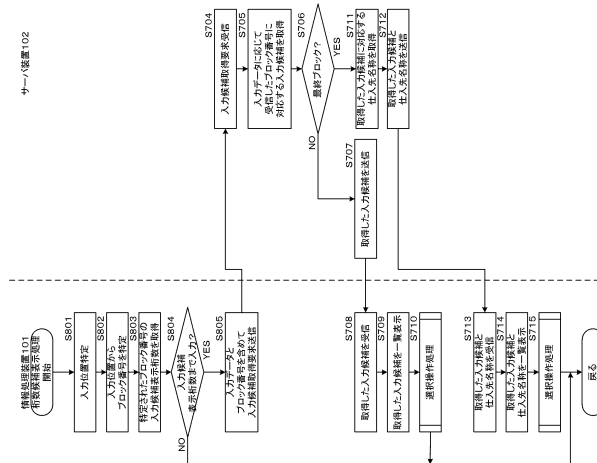 情報処理装置101
桁数候補表示処理
開始
S801
入力位置特定
S802
入力位置から
ブロック番号を特定
S803
特定されたブロック番号の
入力候補表示桁数を取得
S804
入力候補
表示桁数まで入力?
NO
YES
S805
入力データと
ブロック番号を含めて
入力候補取得要求送信
サーバ装置102
S704
入力候補取得要求受信
S705
入力データに応じて
受信したブロック番号に
対応する入力候補を取得
S706
最終ブロック?
NO
YES
S707
取得した入力候補を送信
S711
取得した入力候補に対応する
仕入先名称を取得
S712
取得した入力候補と
仕入先名称を送信
S708
取得した入力候補を受信
S709
取得した入力候補を一覧表示
S710
選択操作処理
S713
取得した入力候補と
仕入先名称を受信
S714
取得した入力候補と
仕入先名称を一覧表示
S715
選択操作処理
戻る